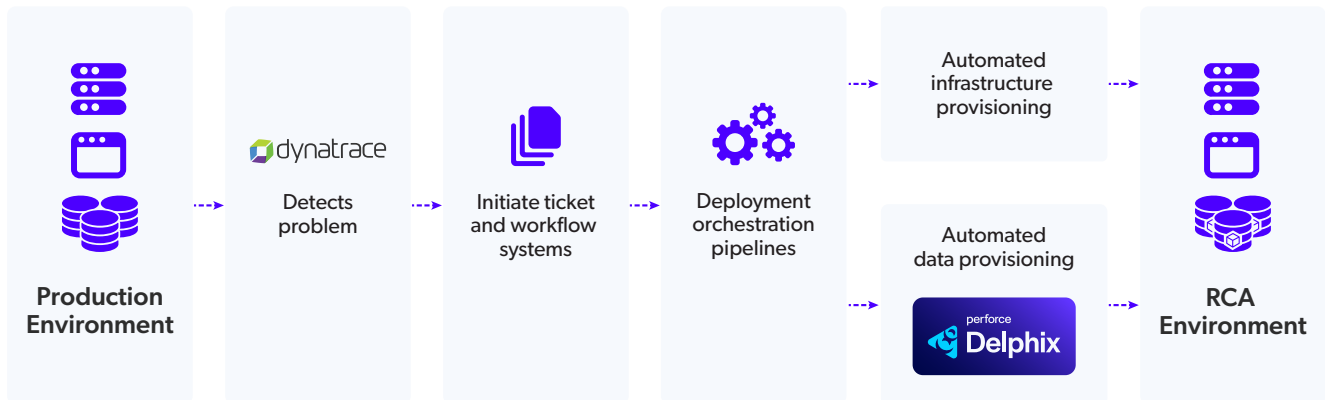 Production
Environment
dynatrace
Detects
problem
Initiate ticket
and workflow
systems
Deployment
orchestration
pipelines
Automated
infrastructure
provisioning
Automated
data provisioning
perforce
Delphix
RCA
Environment